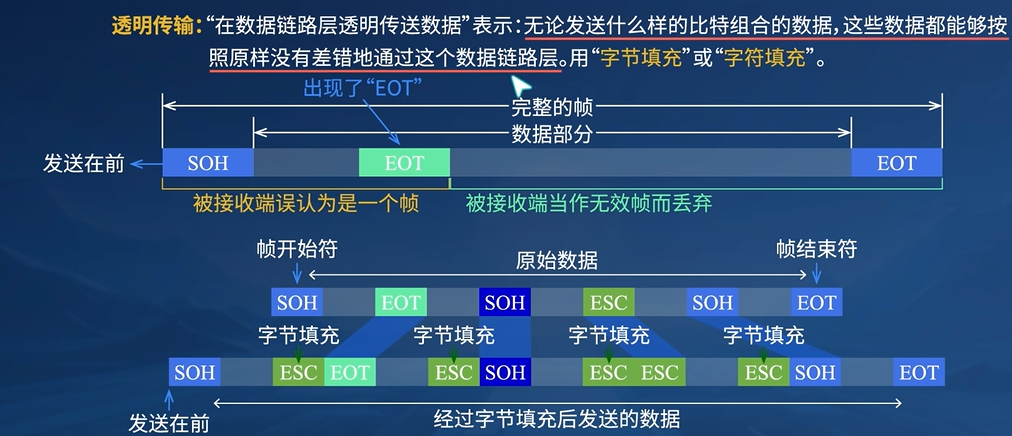 透明传输：“在数据链路层透明传送数据”表示：无论发送什么样的比特组合的数据，这些数据都能够按
照原样没有差错地通过这个数据链路层。用“字节填充”或“字符填充”。
出现了“EOT”
完整的帧
数据部分
发送在前 SOH EOT EOT
被接收端误认为是一个帧 被接收端当作无效帧而丢弃
帧开始符 原始数据 帧结束符
SOH EOT SOH ESC SOH EOT
字节填充 字节填充 字节填充 字节填充
SOH ESC EOT ESC SOH ESC ESC ESC SOH EOT
发送在前 经过字节填充后发送的数据